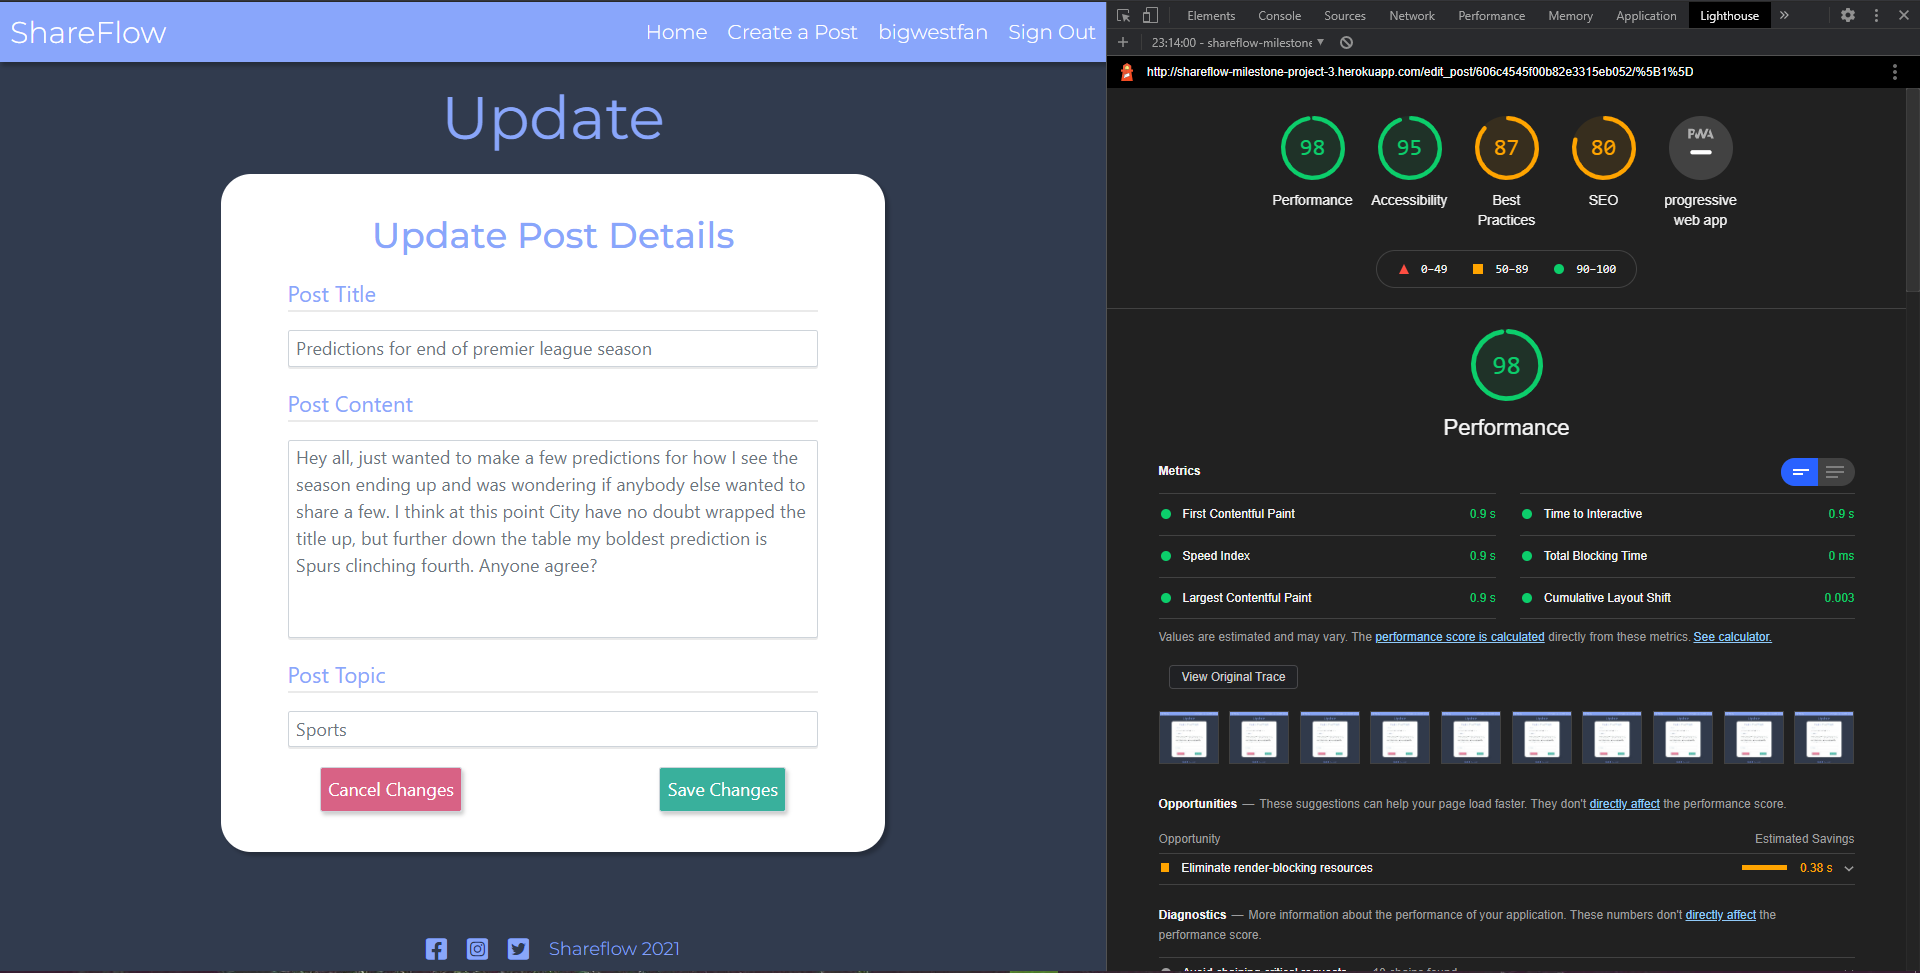 ShareFlow
Home Create a Post bigwestfan Sign Out
Update
Update Post Details
Post Title
Predictions for end of premier league season
Post Content
Hey all, just wanted to make a few predictions for how I see the
season ending up and was wondering if anybody else wanted to
share a few. I think at this point City have no doubt wrapped the
title up, but further down the table my boldest prediction is
Spurs clinching fourth. Anyone agree?
Post Topic
Sports
Cancel Changes Save Changes
Shareflow 2021
Elements Console Sources Network Performance Memory Application Lighthouse
23:14:00 - shareflow-milestone
http://shareflow-milestone-project-3.herokuapp.com/edit_post/606c4545f00b82e3315eb052/%5B1%5D
98 95 87 80 PWA
Performance Accessibility Best Practices SEO progressive web app
0–49 50–89 90–100
98
Performance
Metrics
First Contentful Paint 0.9 s Time to Interactive 0.9 s
Speed Index 0.9 s Total Blocking Time 0 ms
Largest Contentful Paint 0.9 s Cumulative Layout Shift 0.003
Values are estimated and may vary. The performance score is calculated directly from these metrics. See calculator.
View Original Trace
Opportunities — These suggestions can help your page load faster. They don't directly affect the performance score.
Opportunity Estimated Savings
Eliminate render-blocking resources 0.38 s
Diagnostics — More information about the performance of your application. These numbers don't directly affect the
performance score.
Avoid chaining critical requests